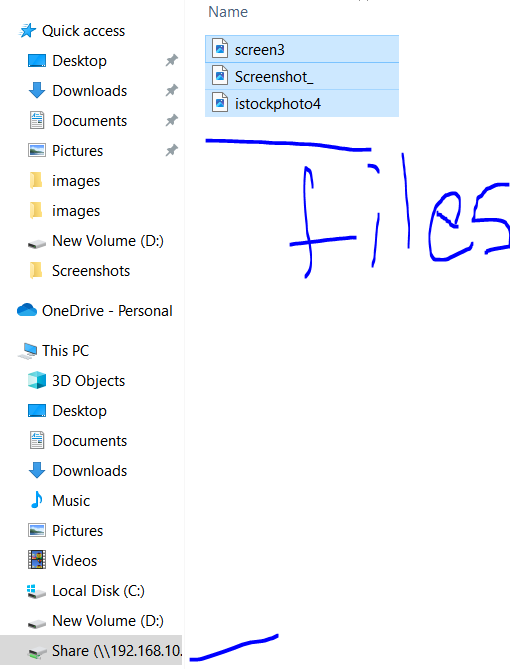 Name
Quick access
Desktop
Downloads
Documents
Pictures
images
images
New Volume (D:)
Screenshots
OneDrive - Personal
This PC
3D Objects
Desktop
Documents
Downloads
Music
Pictures
Videos
Local Disk (C:)
New Volume (D:)
Share (\\192.168.10.
screen3
Screenshot_
istockphoto4
files